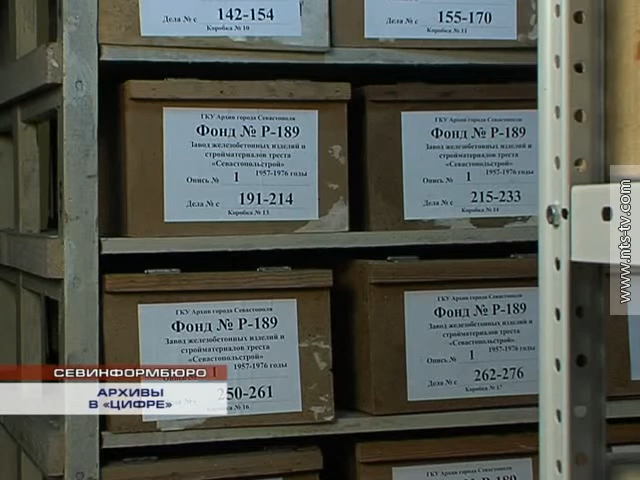 Дела № с 142-154
Коробка № 10
Дела № с 155-170
Коробка № 11
ГКУ Архив города Севастополя
Фонд № Р-189
Завод железобетонных изделий и
стройматериалов треста
«Севастопольстрой»
1957-1976 годы
Опись № 1
Дела № с 191-214
Коробка № 13
ГКУ Архив города Севастополя
Фонд № Р-189
Завод железобетонных изделий и
стройматериалов треста
«Севастопольстрой»
1957-1976 годы
Опись № 1
Дела № с 215-233
Коробка № 14
ГКУ Архив города Севастополя
Фонд № Р-189
Завод железобетонных изделий и
стройматериалов треста
«Севастопольстрой»
1957-1976 годы
1
250-261
Коробка № 16
ГКУ Архив города Севастополя
Фонд № Р-189
Завод железобетонных изделий и
стройматериалов треста
«Севастопольстрой»
1957-1976 годы
Опись № 1
Дела № с 262-276
Коробка № 17
ГКУ Архив города Севастополя
Фонд № Р-189
СЕВИНФОРМБЮРО
АРХИВЫ
В «ЦИФРЕ»
www.nts-tv.com